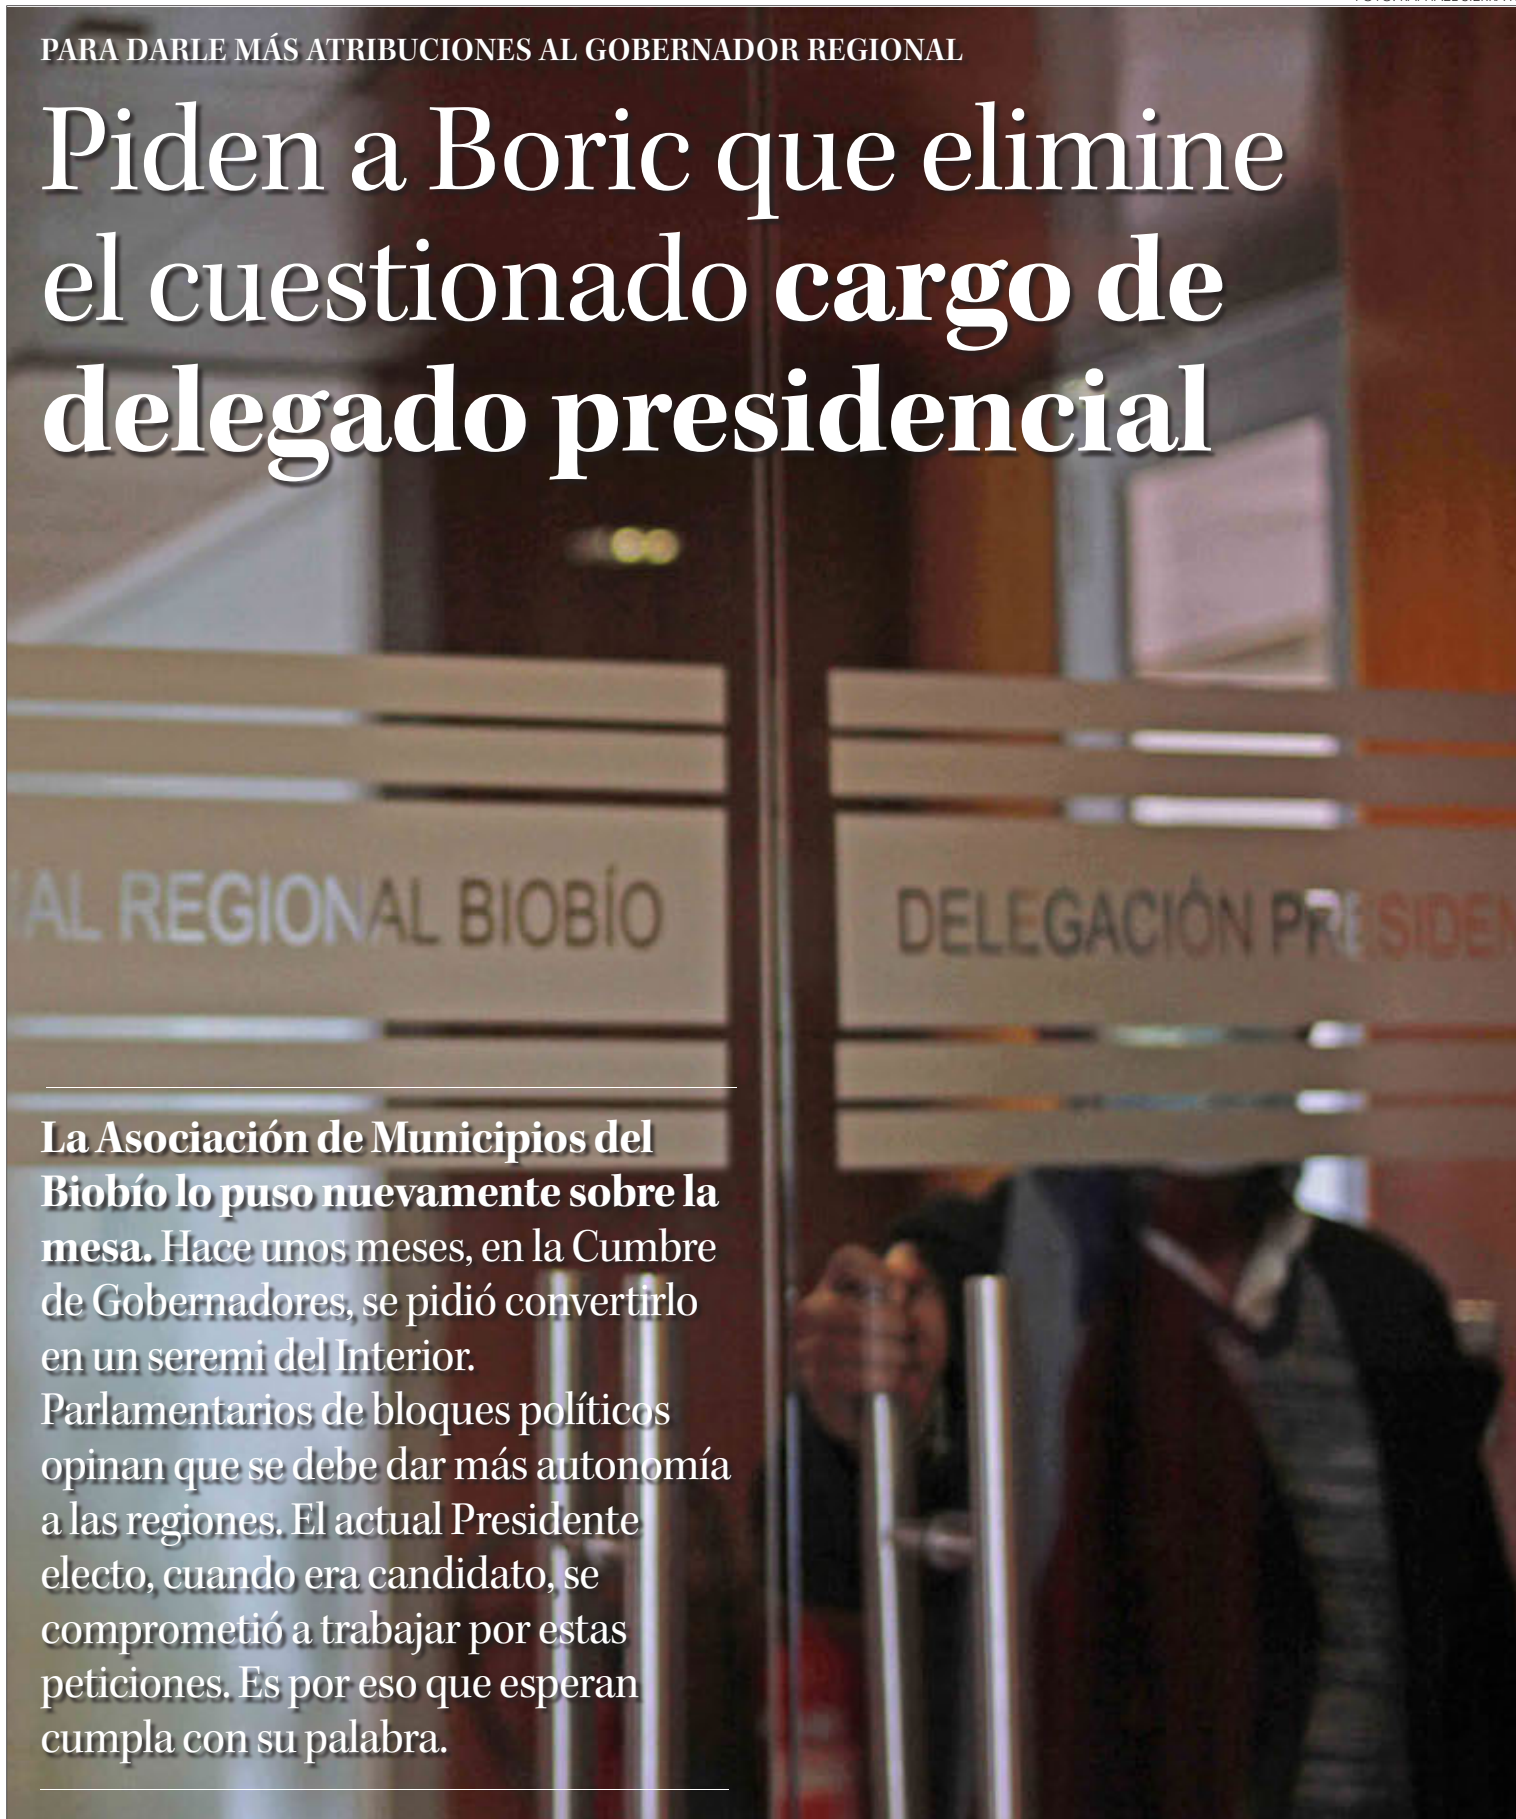 PARA DARLE MÁS ATRIBUCIONES AL GOBERNADOR REGIONAL
Piden a Boric que elimine
el cuestionado cargo de
delegado presidencial
AL REGIONAL BIOBÍO
DELEGACIÓN PRESIDEN
La Asociación de Municipios del
Biobío lo puso nuevamente sobre la
mesa. Hace unos meses, en la Cumbre
de Gobernadores, se pidió convertirlo
en un seremi del Interior.
Parlamentarios de bloques políticos
opinan que se debe dar más autonomía
a las regiones. El actual Presidente
electo, cuando era candidato, se
comprometió a trabajar por estas
peticiones. Es por eso que esperan
cumpla con su palabra.